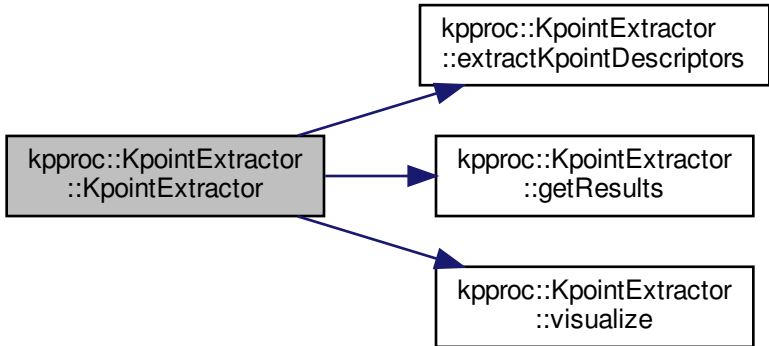 kpproc::KpointExtractor
::extractKpointDescriptors
kpproc::KpointExtractor
::KpointExtractor
kpproc::KpointExtractor
::getResults
kpproc::KpointExtractor
::visualize